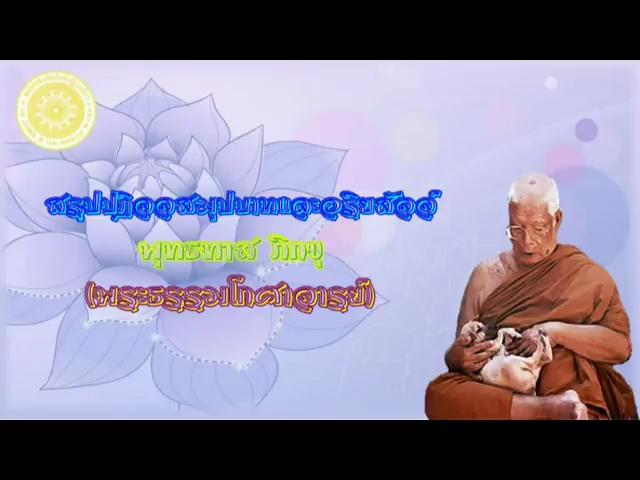 สรุปปฏิจจสมุปบาทและอริยสัจจ์
พุทธทาส ภิกขุ
(พระธรรมโกศาจารย์)